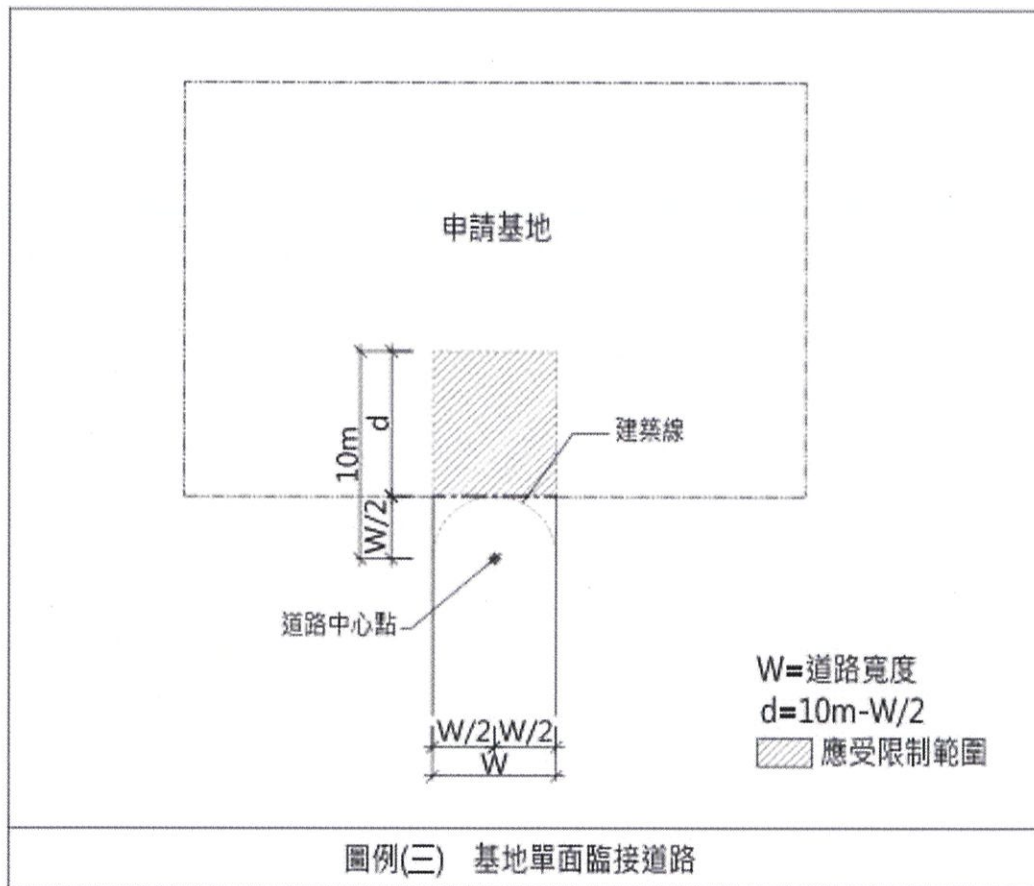 申請基地
10m
d
W/2
建築線
道路中心點
W/2 W/2
W
W=道路寬度
d=10m-W/2
應受限制範圍
圖例(三) 基地單面臨接道路